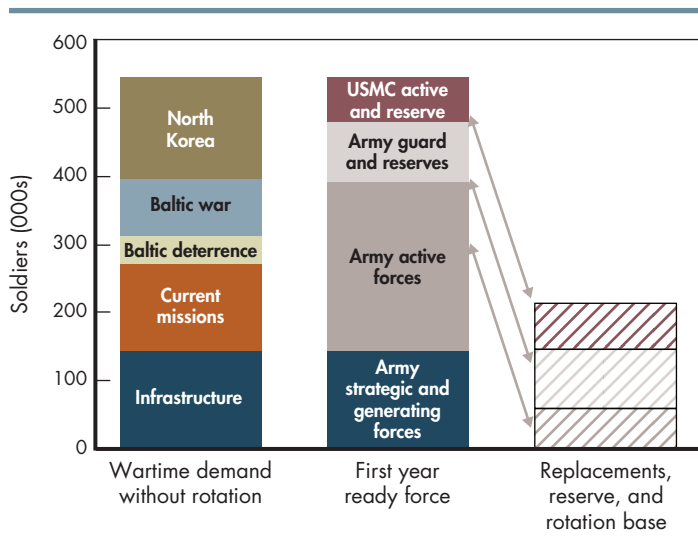 600
500
400
300
200
100
0
Soldiers (000s)
North
Korea
Baltic war
Baltic deterrence
Current
missions
Infrastructure
USMC active
and reserve
Army guard
and reserves
Army active
forces
Army
strategic and
generating
forces
Wartime demand
without rotation
First year
ready force
Replacements,
reserve, and
rotation base